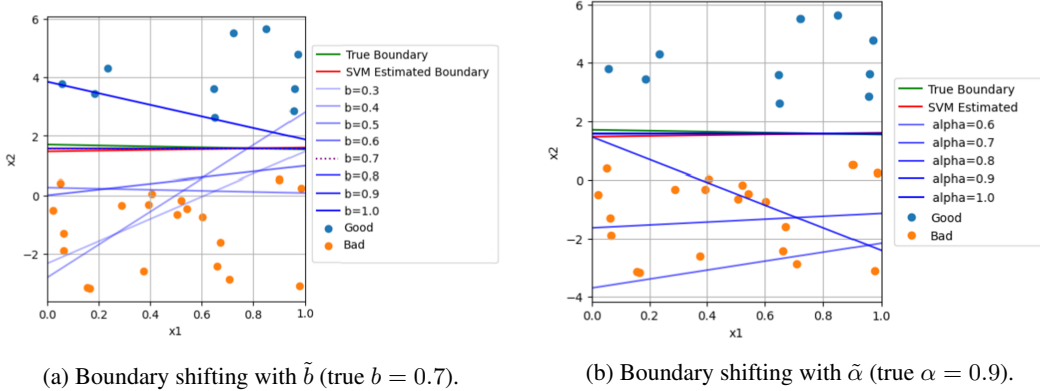 6
4
2
0
−2
0.0
0.2
0.4
0.6
0.8
1.0
x1
x2
True Boundary
SVM Estimated Boundary
b=0.3
b=0.4
b=0.5
b=0.6
b=0.7
b=0.8
b=0.9
b=1.0
Good
Bad
(a) Boundary shifting with b̃ (true b = 0.7).
6
4
2
0
−2
−4
0.0
0.2
0.4
0.6
0.8
1.0
x1
x2
True Boundary
SVM Estimated
alpha=0.6
alpha=0.7
alpha=0.8
alpha=0.9
alpha=1.0
Good
Bad
(b) Boundary shifting with α̃ (true α = 0.9).